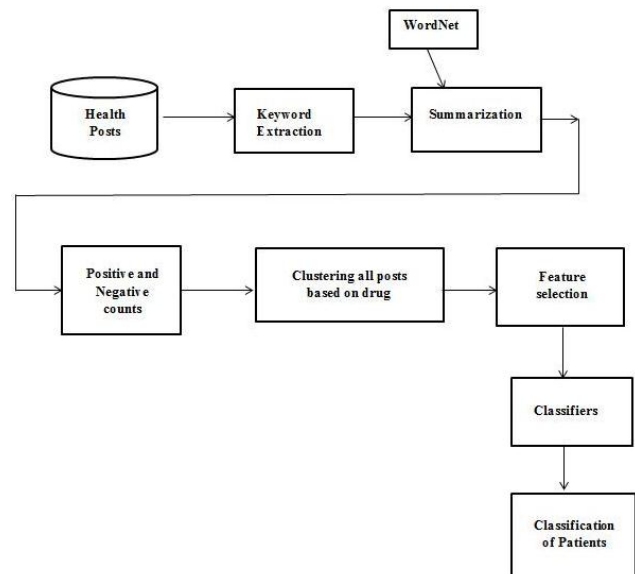 WordNet
Health
Posts
Keyword
Extraction
Summarization
Positive and
Negative
counts
Clustering all posts
based on drug
Feature
selection
Classifiers
Classification
of Patients